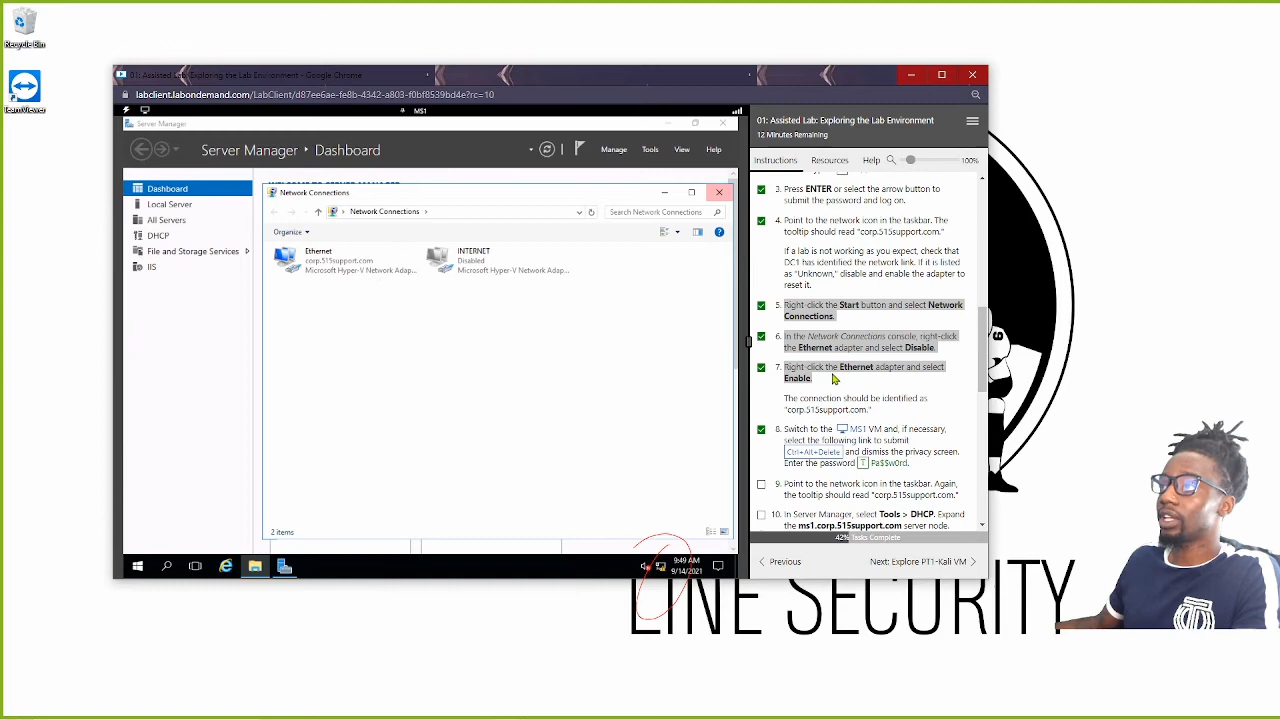 Recycle Bin
TeamViewer
01: Assisted Lab: Exploring the Lab Environment - Google Chrome
labclient.labondemand.com/LabClient/d87ee6ae-fe8b-4342-a803-f0bf8539bd4e?rc=10
MS1
Server Manager
Server Manager • Dashboard
Manage Tools View Help
Dashboard
Local Server
All Servers
DHCP
File and Storage Services
IIS
WELCOME TO SERVER MANAGER
Network Connections
Network Connections
Search Network Connections
Organize
Ethernet
corp.515support.com
Microsoft Hyper-V Network Adap...
INTERNET
Disabled
Microsoft Hyper-V Network Adap...
2 items
9:49 AM
9/14/2021
01: Assisted Lab: Exploring the Lab Environment
12 Minutes Remaining
Instructions Resources Help 100%
3. Press ENTER or select the arrow button to
submit the password and log on.
4. Point to the network icon in the taskbar. The
tooltip should read "corp.515support.com."
If a lab is not working as you expect, check that
DC1 has identified the network link. If it is listed
as "Unknown," disable and enable the adapter to
reset it.
5. Right-click the Start button and select Network
Connections.
6. In the Network Connections console, right-click
the Ethernet adapter and select Disable.
7. Right-click the Ethernet adapter and select
Enable.
The connection should be identified as
"corp.515support.com."
8. Switch to the MS1 VM and, if necessary,
select the following link to submit
Ctrl+Alt+Delete and dismiss the privacy screen.
Enter the password T Pa$$w0rd.
9. Point to the network icon in the taskbar. Again,
the tooltip should read "corp.515support.com."
10. In Server Manager, select Tools > DHCP. Expand
the ms1.corp.515support.com server node.
42% Tasks Complete
Previous Next: Explore PT1-Kali VM
LINE SECURITY